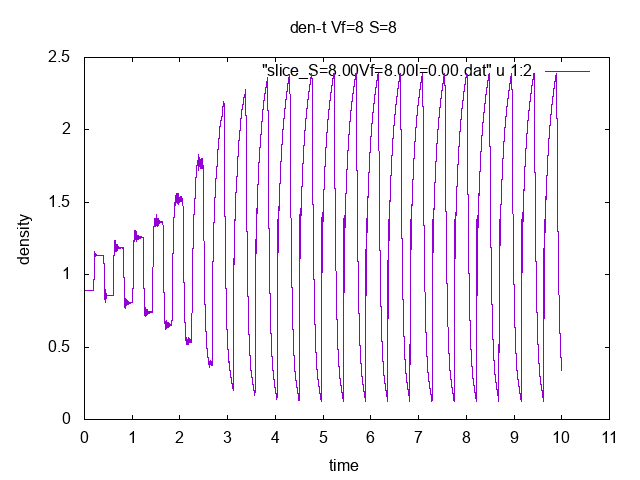 den-t Vf=8 S=8
"slice_S=8.00Vf=8.00I=0.00.dat" u 1:2
2.5
2
1.5
1
0.5
0
density
0 1 2 3 4 5 6 7 8 9 10 11
time